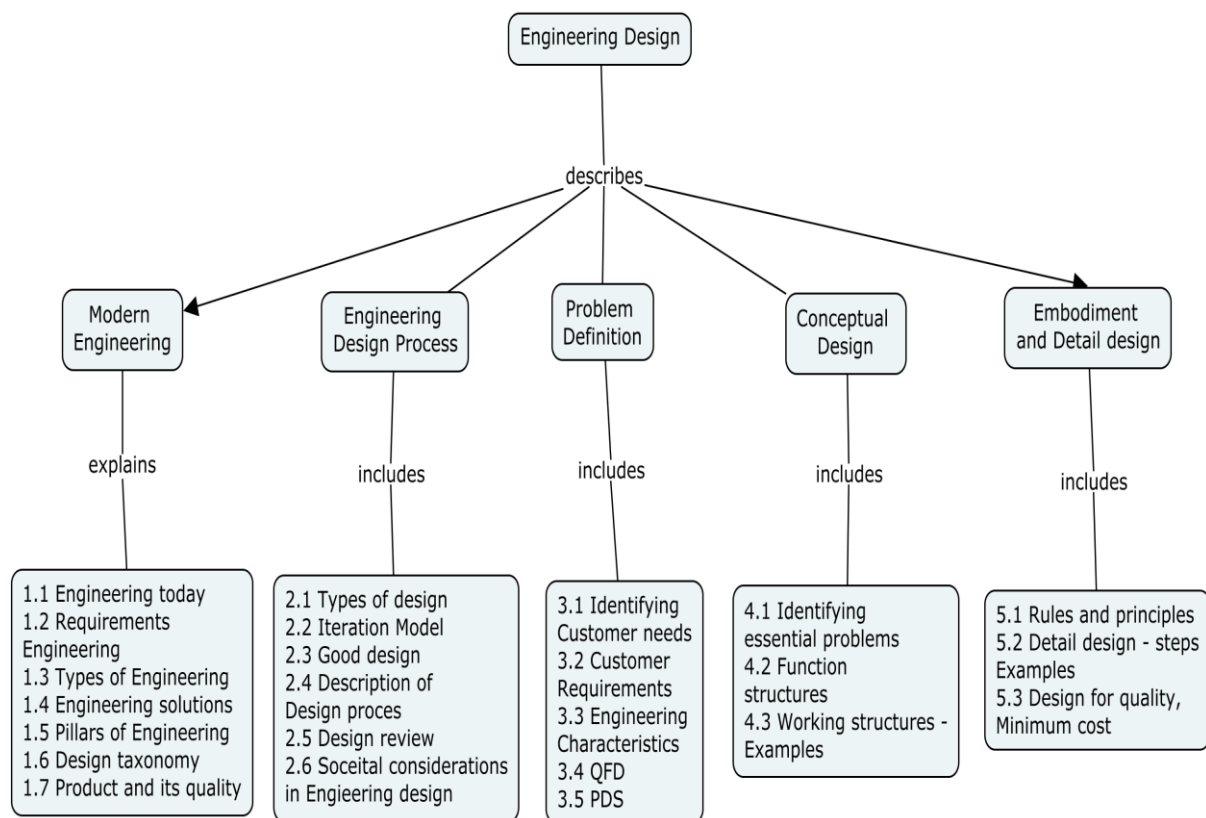 Engineering Design
describes
Modern
Engineering
Engineering
Design Process
Problem
Definition
Conceptual
Design
Embodiment
and Detail design
explains
includes
includes
includes
includes
1.1 Engineering today
1.2 Requirements
Engineering
1.3 Types of Engineering
1.4 Engineering solutions
1.5 Pillars of Engineering
1.6 Design taxonomy
1.7 Product and its quality
2.1 Types of design
2.2 Iteration Model
2.3 Good design
2.4 Description of
Design proces
2.5 Design review
2.6 Soceital considerations
in Engieering design
3.1 Identifying
Customer needs
3.2 Customer
Requirements
3.3 Engineering
Characteristics
3.4 QFD
3.5 PDS
4.1 Identifying
essential problems
4.2 Function
structures
4.3 Working structures -
Examples
5.1 Rules and principles
5.2 Detail design - steps
Examples
5.3 Design for quality,
Minimum cost